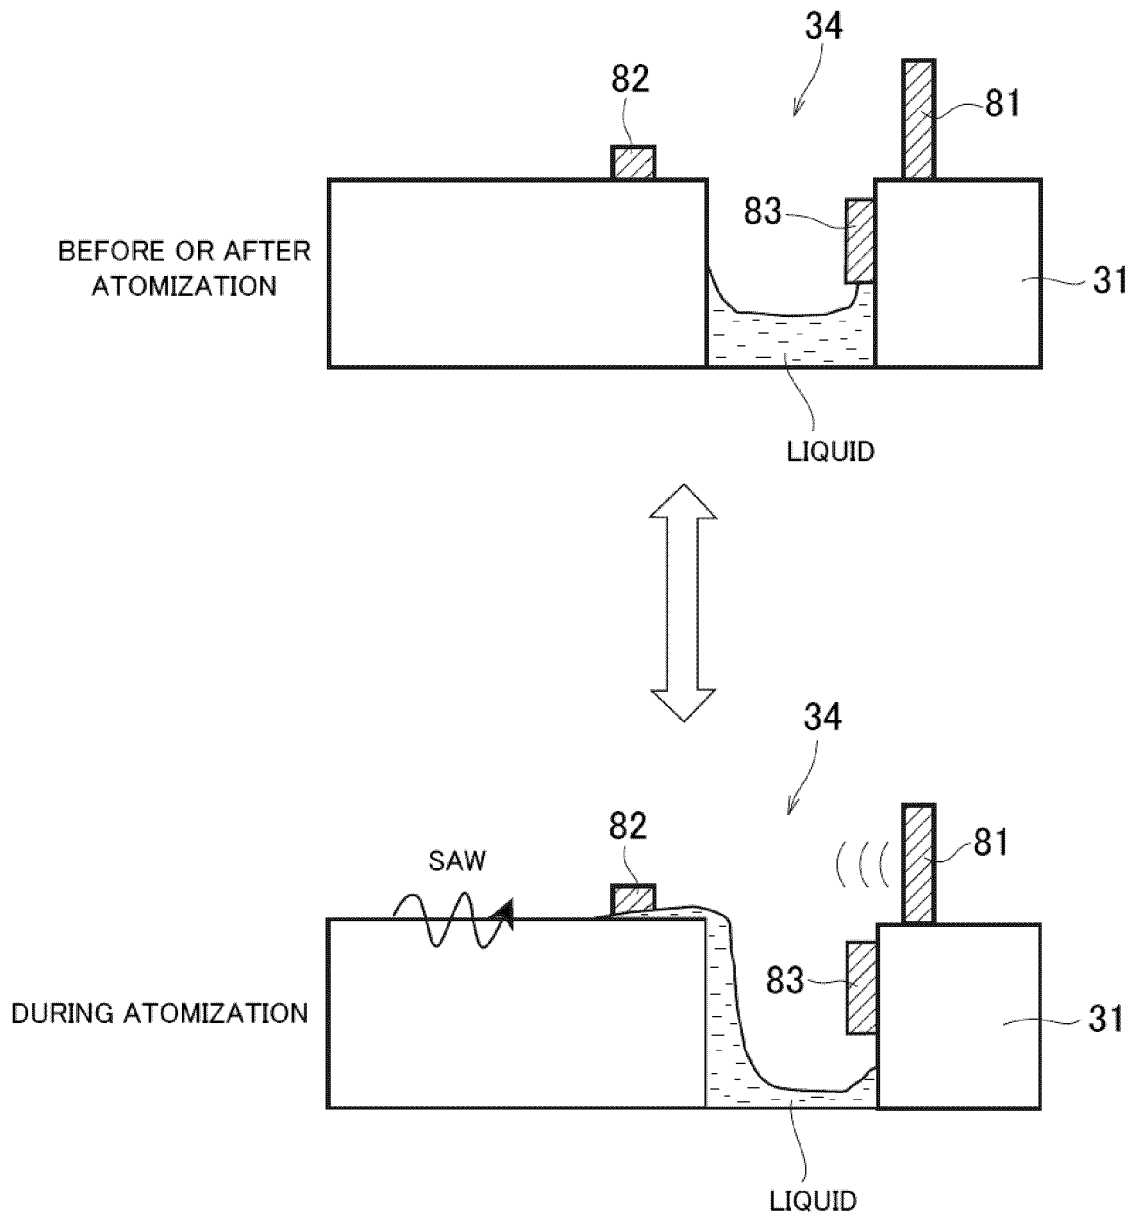 34
82
81
83
BEFORE OR AFTER
ATOMIZATION
31
LIQUID
34
82
81
SAW
83
DURING ATOMIZATION
31
LIQUID